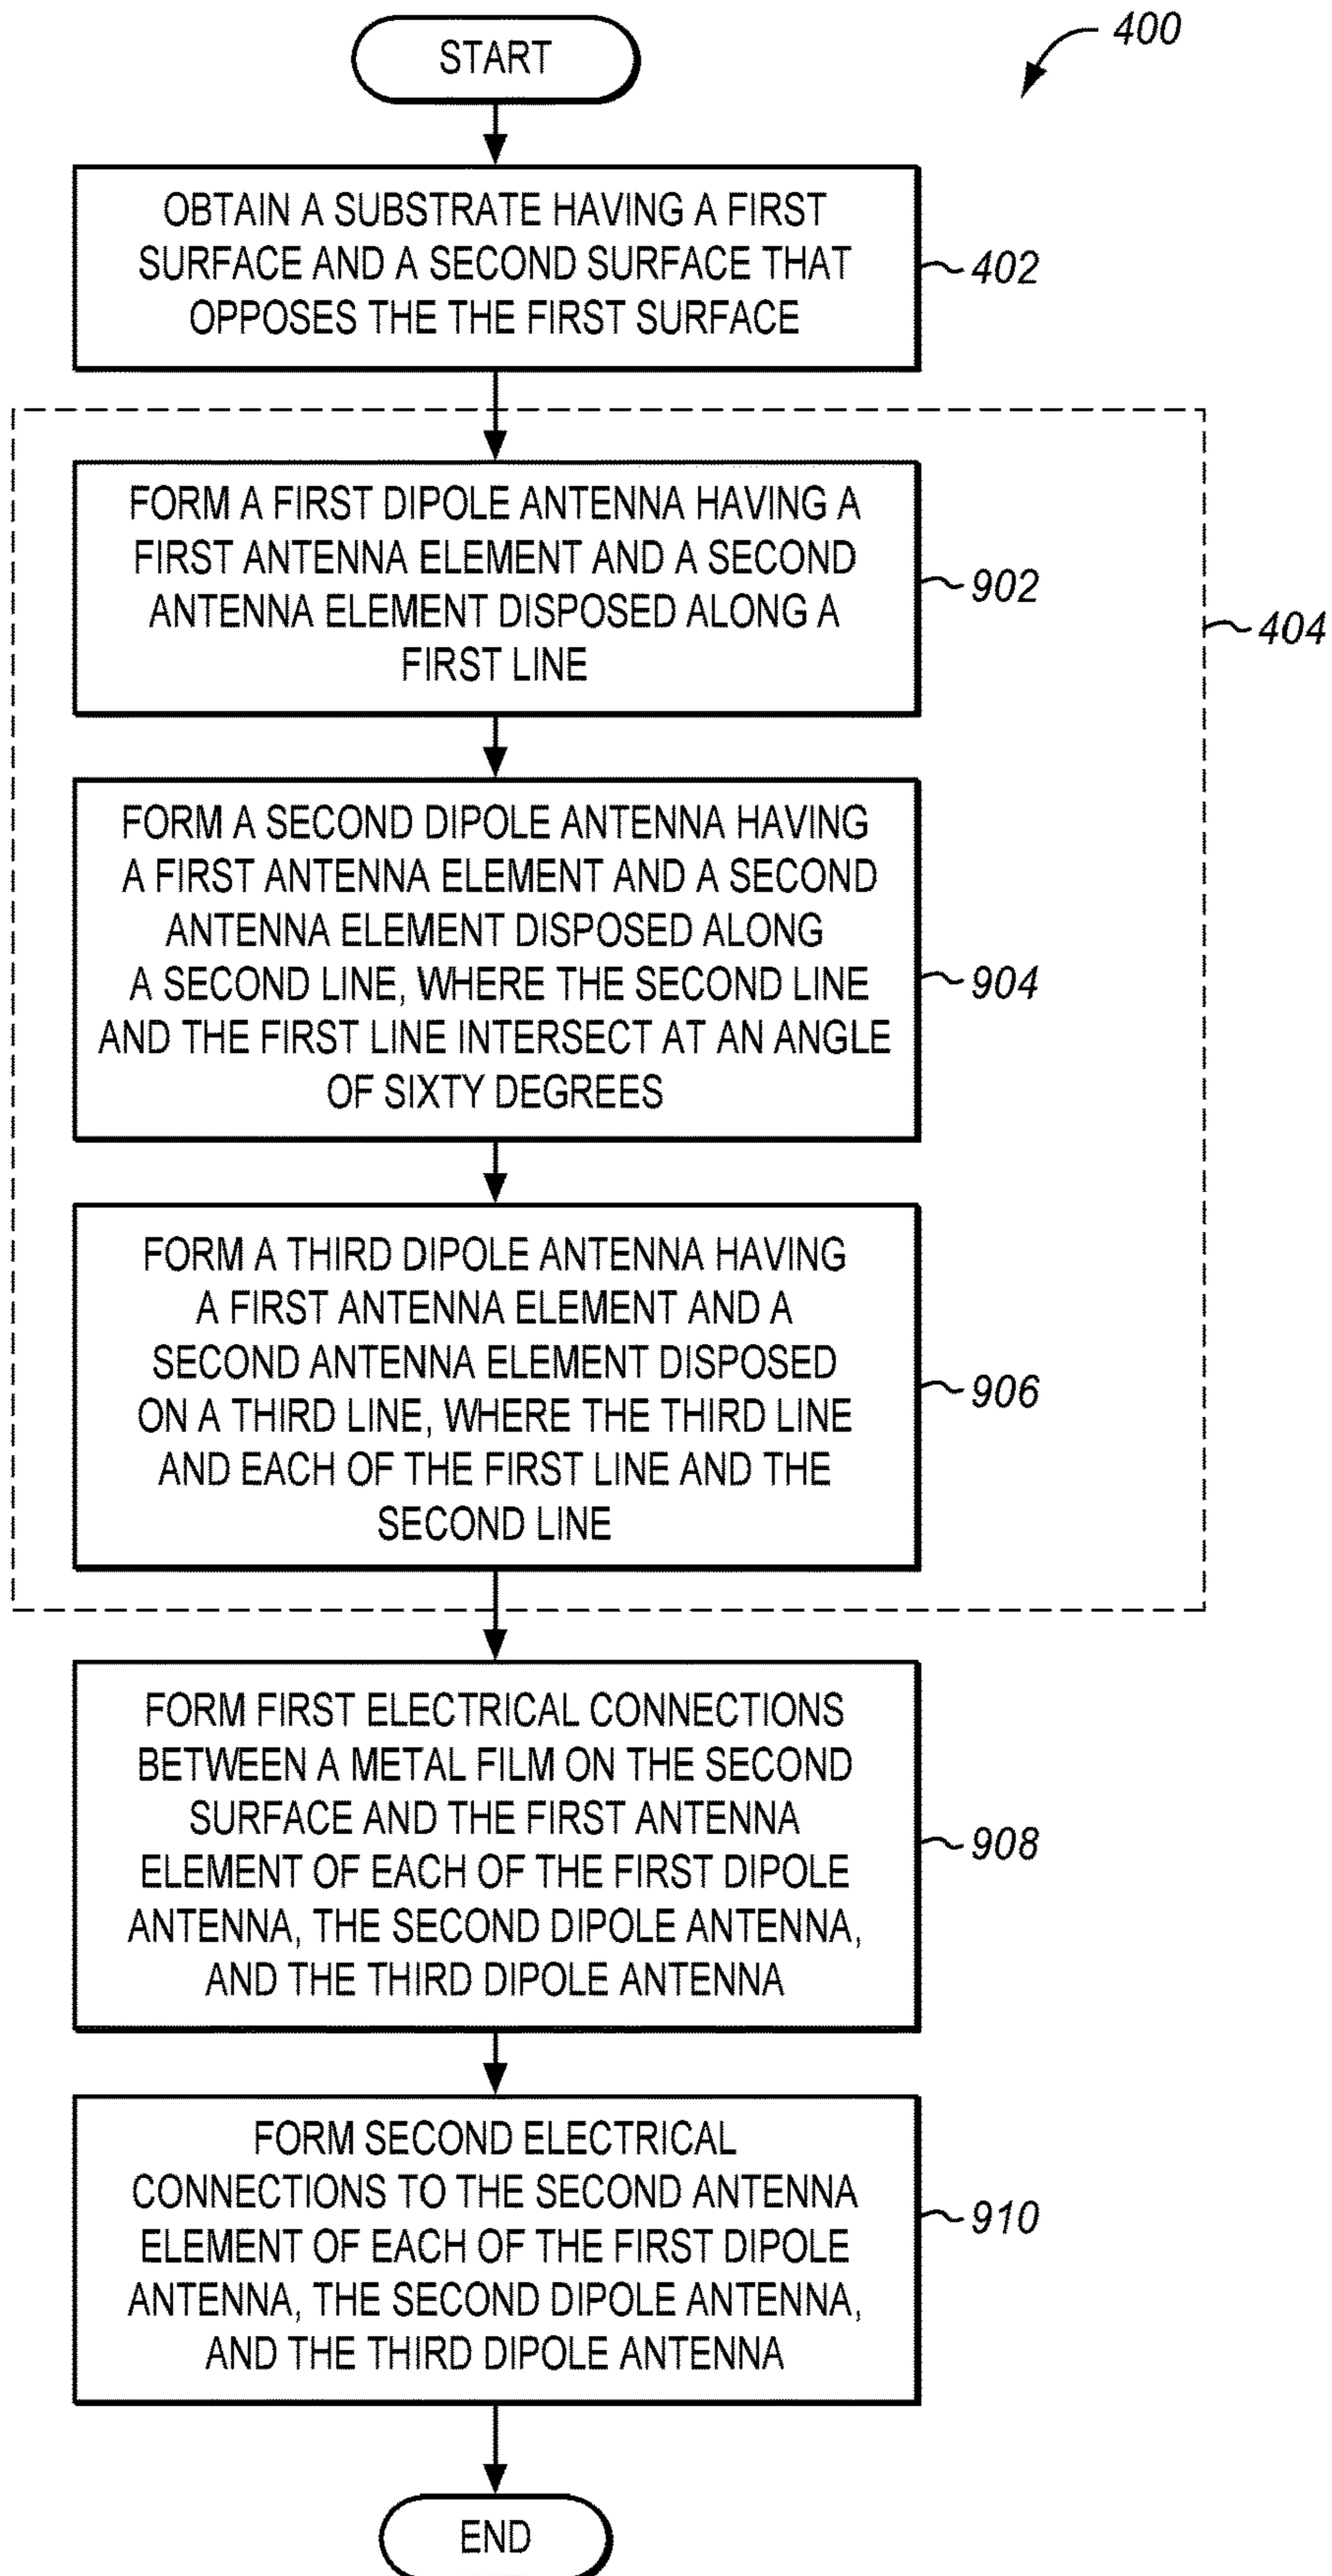 START
400
OBTAIN A SUBSTRATE HAVING A FIRST
SURFACE AND A SECOND SURFACE THAT
OPPOSES THE THE FIRST SURFACE
402
FORM A FIRST DIPOLE ANTENNA HAVING A
FIRST ANTENNA ELEMENT AND A SECOND
ANTENNA ELEMENT DISPOSED ALONG A
FIRST LINE
902
404
FORM A SECOND DIPOLE ANTENNA HAVING
A FIRST ANTENNA ELEMENT AND A SECOND
ANTENNA ELEMENT DISPOSED ALONG
A SECOND LINE, WHERE THE SECOND LINE
AND THE FIRST LINE INTERSECT AT AN ANGLE
OF SIXTY DEGREES
904
FORM A THIRD DIPOLE ANTENNA HAVING
A FIRST ANTENNA ELEMENT AND A
SECOND ANTENNA ELEMENT DISPOSED
ON A THIRD LINE, WHERE THE THIRD LINE
AND EACH OF THE FIRST LINE AND THE
SECOND LINE
906
FORM FIRST ELECTRICAL CONNECTIONS
BETWEEN A METAL FILM ON THE SECOND
SURFACE AND THE FIRST ANTENNA
ELEMENT OF EACH OF THE FIRST DIPOLE
ANTENNA, THE SECOND DIPOLE ANTENNA,
AND THE THIRD DIPOLE ANTENNA
908
FORM SECOND ELECTRICAL
CONNECTIONS TO THE SECOND ANTENNA
ELEMENT OF EACH OF THE FIRST DIPOLE
ANTENNA, THE SECOND DIPOLE ANTENNA,
AND THE THIRD DIPOLE ANTENNA
910
END